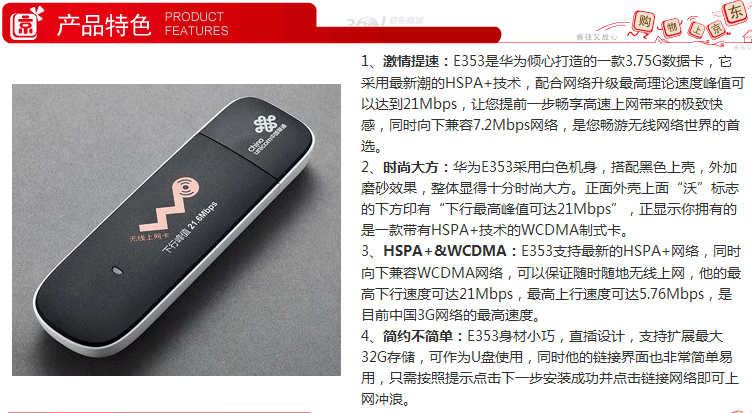 产品特色 PRODUCT
FEATURES
360buy 京东商城
省钱又放心
购物上京东
1、激情提速：E353是华为倾心打造的一款3.75G数据卡，它
采用最新潮的HSPA+技术，配合网络升级最高理论速度峰值可
以达到21Mbps，让您提前一步畅享高速上网带来的极致快
感，同时向下兼容7.2Mbps网络，是您畅游无线网络世界的首
选。
2、时尚大方：华为E353采用白色机身，搭配黑色上壳，外加
磨砂效果，整体显得十分时尚大方。正面外壳上面“沃”标志
的下方印有“下行最高峰值可达21Mbps”，正显示你拥有的
是一款带有HSPA+技术的WCDMA制式卡。
3、HSPA+&WCDMA：E353支持最新的HSPA+网络，同时
向下兼容WCDMA网络，可以保证随时随地无线上网，他的最
高下行速度可达21Mbps，最高上行速度可达5.76Mbps，是
目前中国3G网络的最高速度。
4、简约不简单：E353身材小巧，直插设计，支持扩展最大
32G存储，可作为U盘使用，同时他的链接界面也非常简单易
用，只需按照提示点击下一步安装成功并点击链接网络即可上
网冲浪。
China
unicom中国联通
无线上网卡
下行峰值 21.6Mbps